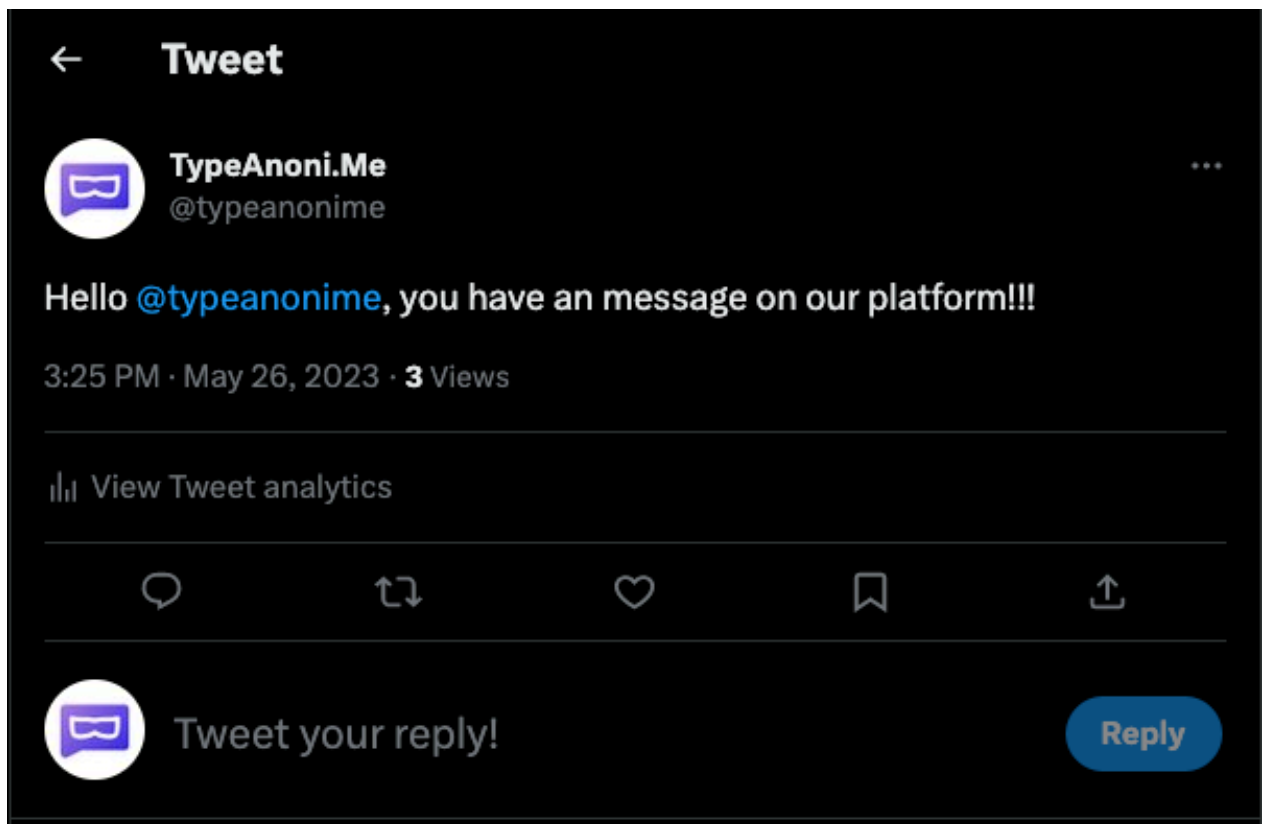 Tweet
TypeAnoni.Me
@typeanonime
Hello @typeanonime, you have an message on our platform!!!
3:25 PM · May 26, 2023 · 3 Views
View Tweet analytics
Tweet your reply!
Reply